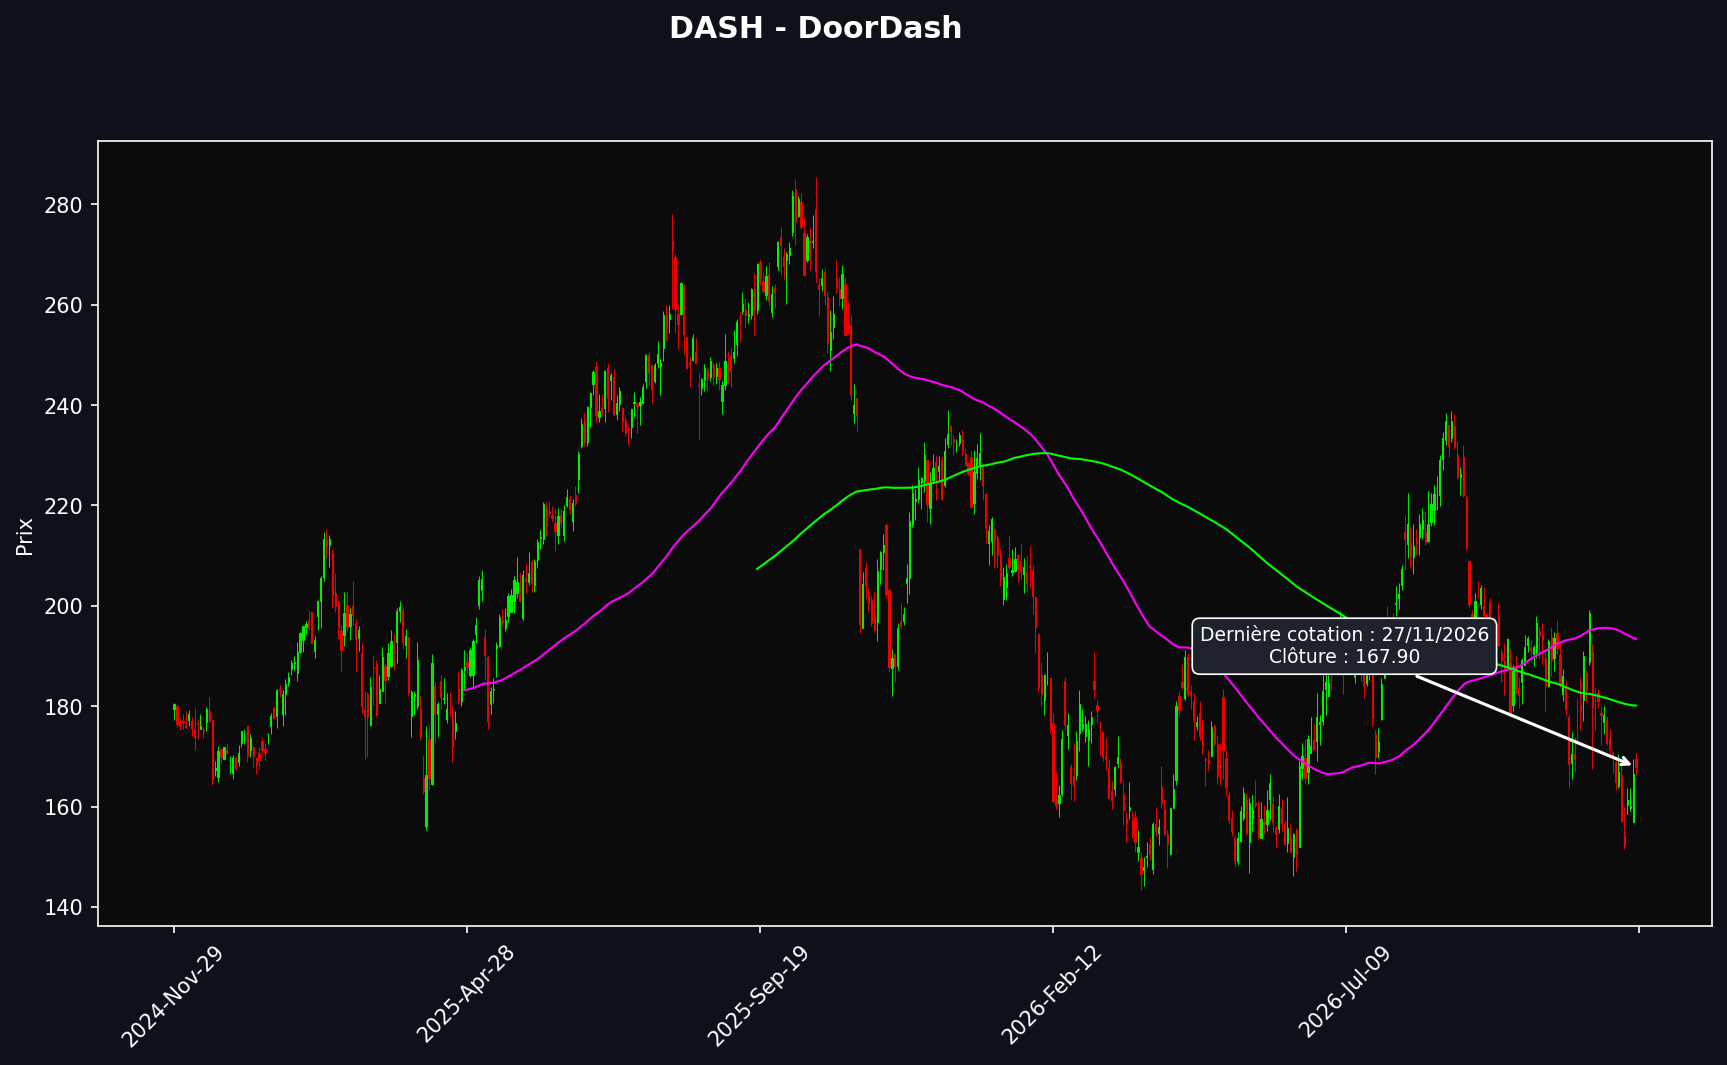 DASH - DoorDash
Prix
280
260
240
220
200
180
160
140
Dernière cotation : 27/11/2026
Clôture : 167.90
2024-Nov-29
2025-Apr-28
2025-Sep-19
2026-Feb-12
2026-Jul-09